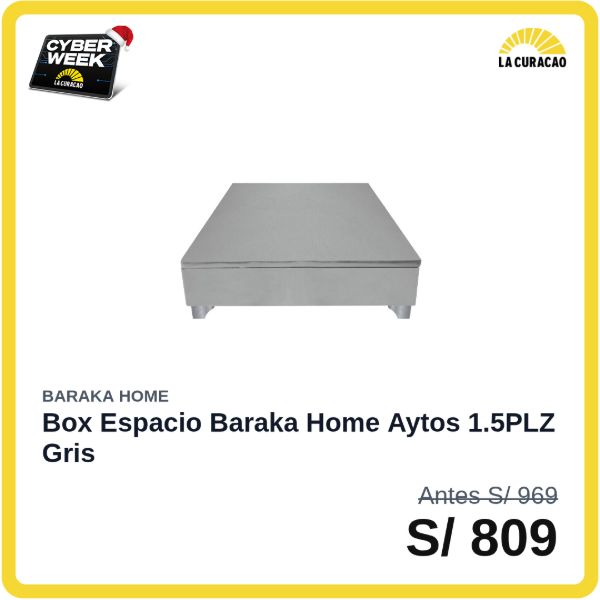 CYBER
WEEK
LA CURACAO
LA CURACAO
BARAKA HOME
Box Espacio Baraka Home Aytos 1.5PLZ
Gris
Antes S/ 969
S/ 809